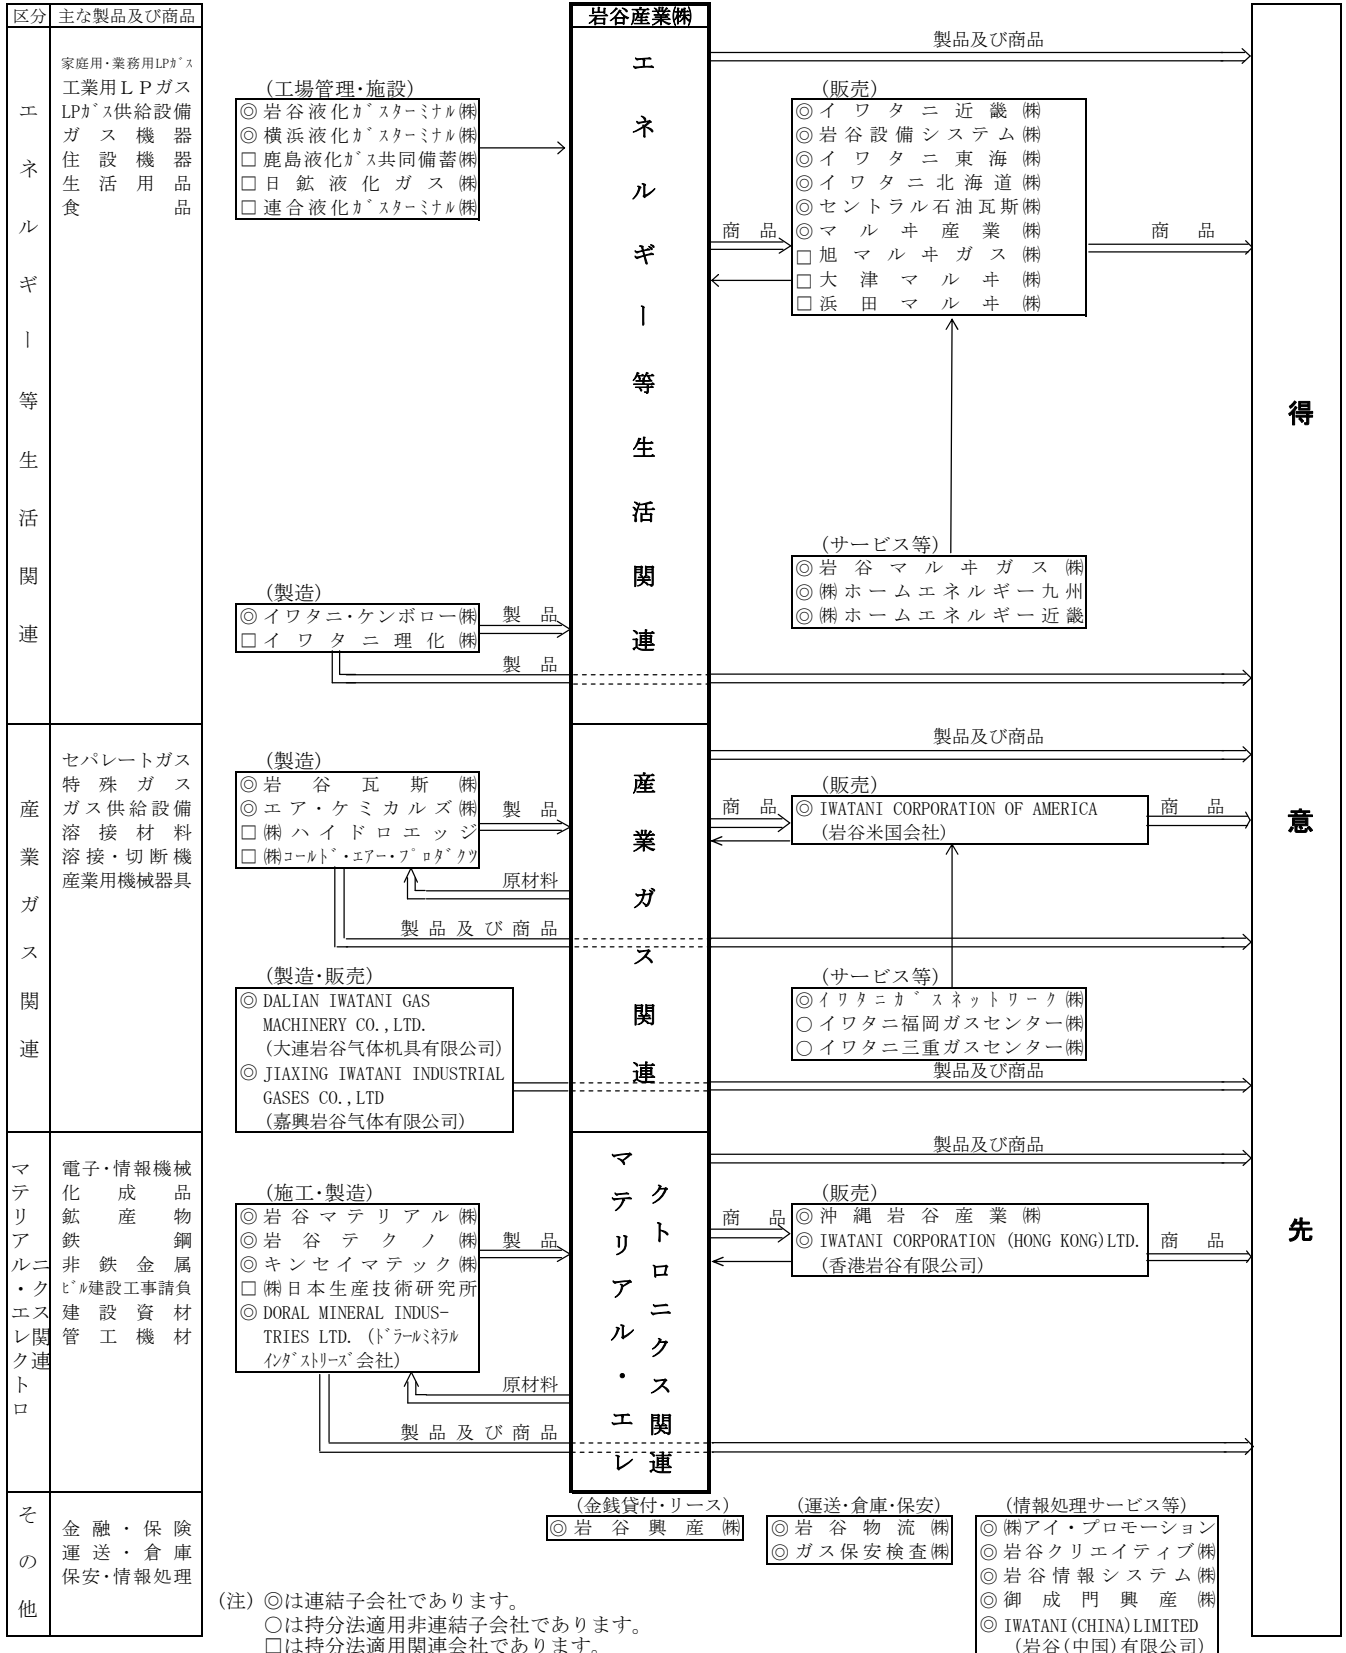 区分
主な製品及び商品
岩谷産業㈱
エネルギー等生活関連
家庭用・業務用LPガス
工業用ＬＰガス
LPガス供給設備
ガス機器
住設機器
生活用品
食品
(工場管理・施設)
◎岩谷液化ガスターミナル㈱
◎横浜液化ガスターミナル㈱
□鹿島液化ガス共同備蓄㈱
□日鉱液化ガス㈱
□連合液化ガスターミナル㈱
エネルギー等生活関連
製品及び商品
(販売)
◎イワタニ近畿㈱
◎岩谷設備システム㈱
◎イワタニ東海㈱
◎イワタニ北海道㈱
◎セントラル石油瓦斯㈱
◎マルヰ産業㈱
□旭マルヰガス㈱
□大津マルヰ㈱
□浜田マルヰ㈱
商品
商品
(サービス等)
◎岩谷マルヰガス㈱
◎㈱ホームエネルギー九州
◎㈱ホームエネルギー近畿
(製造)
◎イワタニ・ケンボロー㈱
□イワタニ理化㈱
製品
製品
得意先
産業ガス関連
セパレートガス
特殊ガス
ガス供給設備
溶接材料
溶接・切断機
産業用機械器具
(製造)
◎岩谷瓦斯㈱
◎エア・ケミカルズ㈱
□㈱ハイドロエッジ
□㈱コールド・エアー・プロダクツ
製品
原材料
製品及び商品
(製造・販売)
◎DALIAN IWATANI GAS
MACHINERY CO.,LTD.
(大連岩谷气体机具有限公司)
◎JIAXING IWATANI INDUSTRIAL
GASES CO.,LTD
(嘉興岩谷气体有限公司)
産業ガス関連
製品及び商品
(販売)
◎ IWATANI CORPORATION OF AMERICA
(岩谷米国会社)
商品
商品
(サービス等)
◎イワタニガスネットワーク㈱
○イワタニ福岡ガスセンター㈱
○イワタニ三重ガスセンター㈱
製品及び商品
マテリアル・エレクトロ
ニクス関連
電子・情報機械
化成品
鉱産物
鉄鋼
非鉄金属
ビル建設工事請負
建設資材
管工機材
(施工・製造)
◎岩谷マテリアル㈱
◎岩谷テクノ㈱
◎キンセイマテック㈱
□㈱日本生産技術研究所
◎DORAL MINERAL INDUS-
TRIES LTD. (ドラールミネラル
インダストリーズ会社)
製品
原材料
製品及び商品
マテリアル・エレ
クトロニクス関連
製品及び商品
(販売)
◎沖縄岩谷産業㈱
◎ IWATANI CORPORATION (HONG KONG)LTD.
(香港岩谷有限公司)
商品
商品
その他
金融・保険
運送・倉庫
保安・情報処理
(金銭貸付・リース)
◎岩谷興産㈱
(運送・倉庫・保安)
◎岩谷物流㈱
◎ガス保安検査㈱
(情報処理サービス等)
◎㈱アイ・プロモーション
◎岩谷クリエイティブ㈱
◎岩谷情報システム㈱
◎御成門興産㈱
◎ IWATANI(CHINA)LIMITED
(岩谷(中国)有限公司)
(注) ◎は連結子会社であります。
○は持分法適用非連結子会社であります。
□は持分法適用関連会社であります。